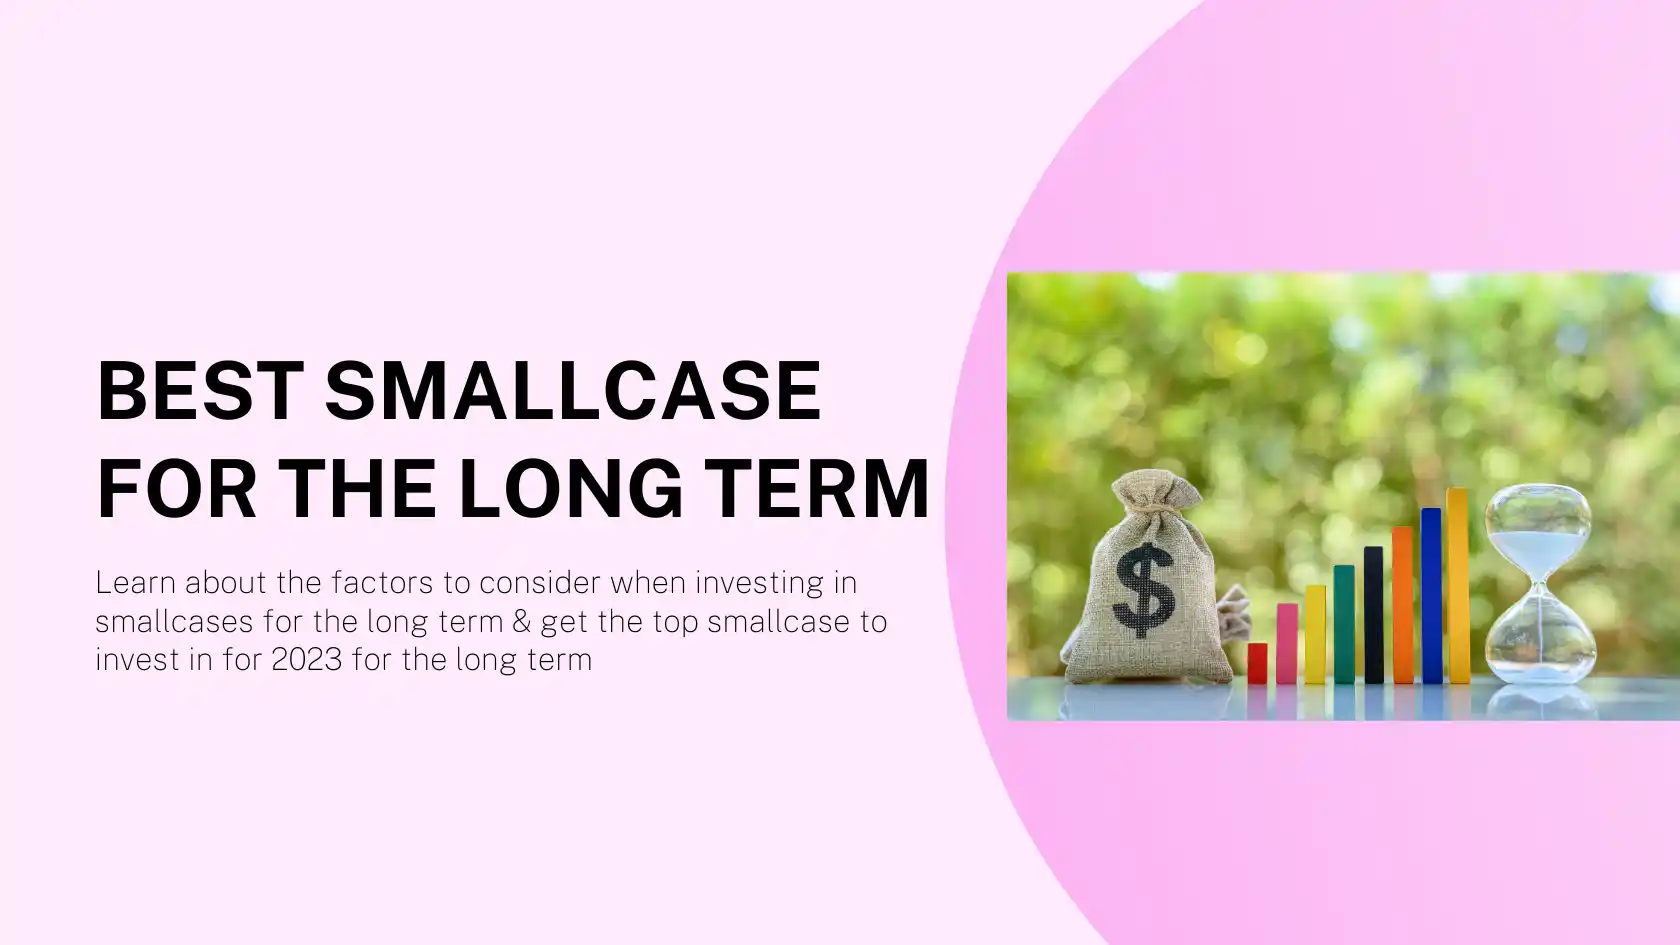 BEST SMALLCASE
FOR THE LONG TERM
Learn about the factors to consider when investing in
smallcases for the long term & get the top smallcase to
invest in for 2023 for the long term
$